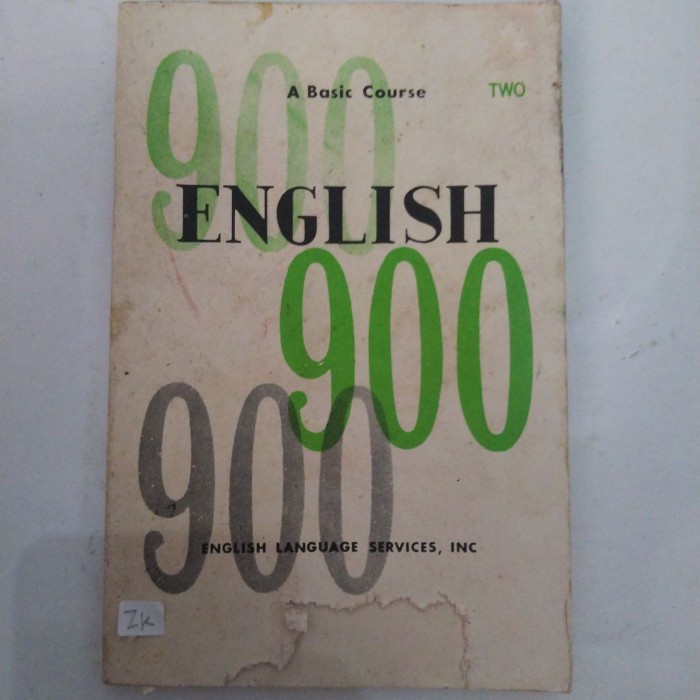 900
A Basic Course
TWO
ENGLISH
900
900
ENGLISH LANGUAGE SERVICES, INC
ZK